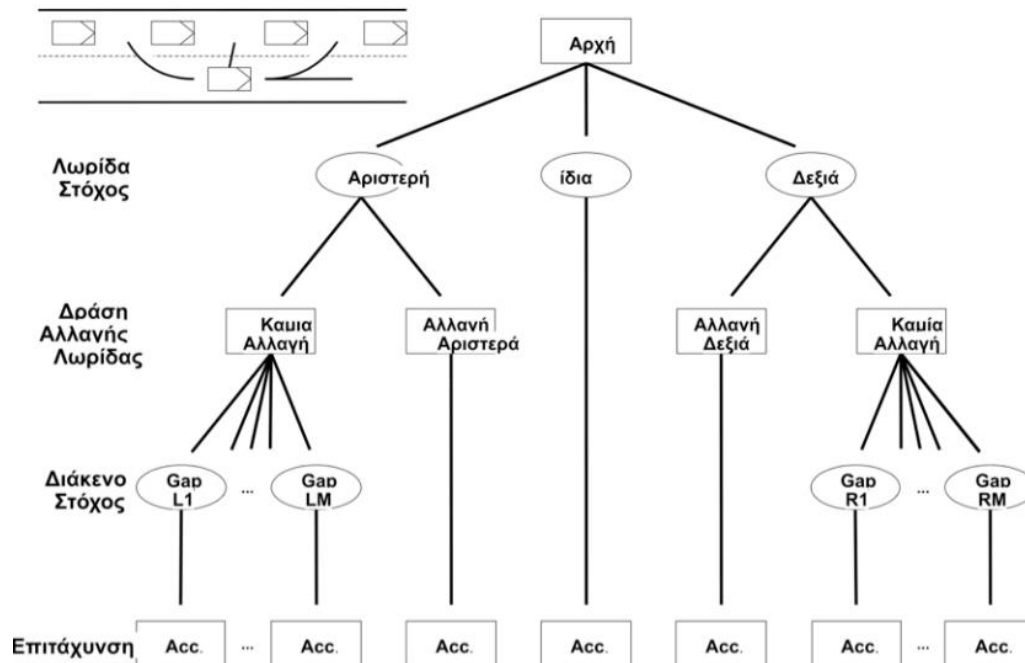 Αρχή
Λωρίδα
Στόχος
Αριστερή
ίδια
Δεξιά
Δράση
Αλλαγής
Λωρίδας
Καμια
Αλλαγή
Αλλανή
Αριστερά
Αλλανή
Δεξιά
Καμία
Αλλαγή
Διάκενο
Στόχος
Gap
L1
...
Gap
LM
Gap
R1
...
Gap
RM
Επιτάχυνση
Acc.
...
Acc.
Acc.
Acc.
Acc.
Acc.
...
Acc.